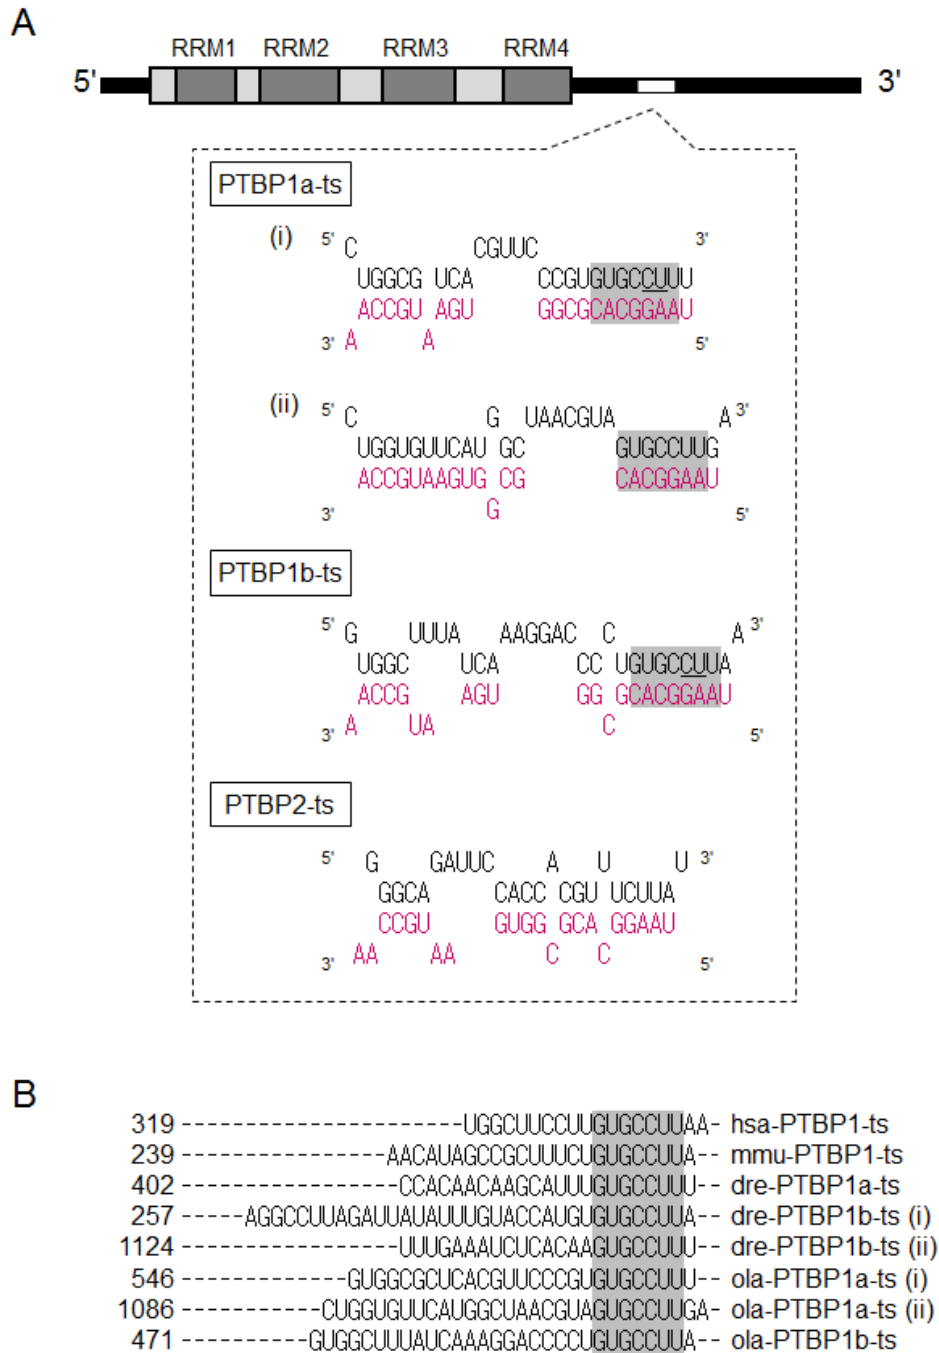 A
RRM1 RRM2 RRM3 RRM4
5' 3'
PTBP1a-ts
(i) 5' C CGUUC 3'
UGGCG UCA CCGUGUGCCUUU
ACCGU AGU GGCGCACGGAAU
3' A A 5'
(ii) 5' C G UAACGUA A 3'
UGGUGUUCAU GC GUGCCUUG
ACCGUAAGUG CG CACGGAAU
3' G 5'
PTBP1b-ts
5' G UUUA AAGGAC C A 3'
UGGC UCA CC UGUGCCUUA
ACCG AGU GG GCACGGAAU
3' A UA C 5'
PTBP2-ts
5' G GAUUC A U U 3'
GGCA CACC CGU UCUUA
CCGU GUGG GCA GGAAU
3' AA AA C C 5'
B
319 ----------------------UGGCUUCCUUGUGCCUUAA- hsa-PTBP1-ts
239 ----------------AACAUAGCCGCUUUCUGUGCCUUA-- mmu-PTBP1-ts
402 -----------------CCACAACAAGCAUUUGUGCCUUU-- dre-PTBP1a-ts
257 -----AGGCCUUAGAUUAUAUUUGUACCAUGUGUGCCUUA-- dre-PTBP1b-ts (i)
1124 -----------------UUUGAAAUCUCACAAGUGCCUUU-- dre-PTBP1b-ts (ii)
546 -------------GUGGCGCUCACGUUCCCGUGUGCCUUU-- ola-PTBP1a-ts (i)
1086 -----------CUGGUGUUCAUGGCUAACGUAGUGCCUUGA- ola-PTBP1a-ts (ii)
471 ----------GUGGCUUUAUCAAAGGACCCCUGUGCCUUA-- ola-PTBP1b-ts